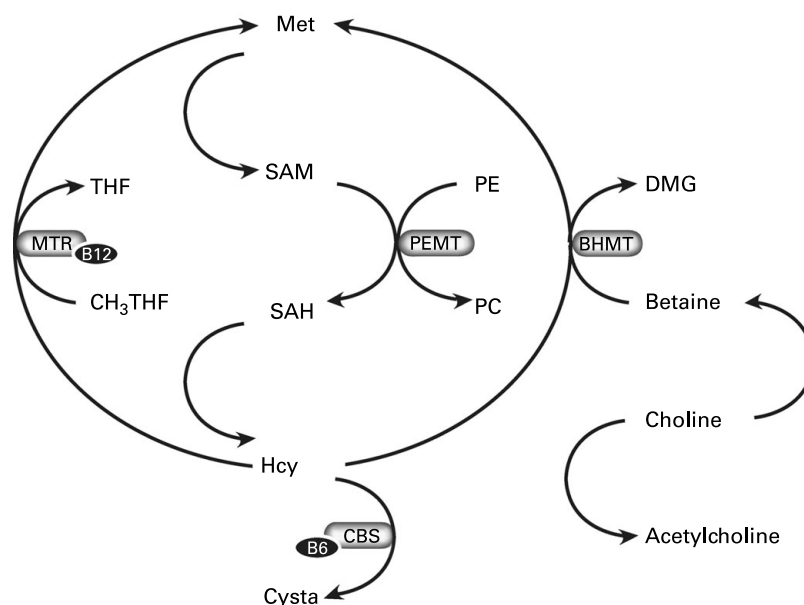 Met
THF
SAM
PE
DMG
MTR
B12
PEMT
BHMT
CH₃THF
SAH
PC
Betaine
Choline
Hcy
B6
CBS
Acetylcholine
Cysta